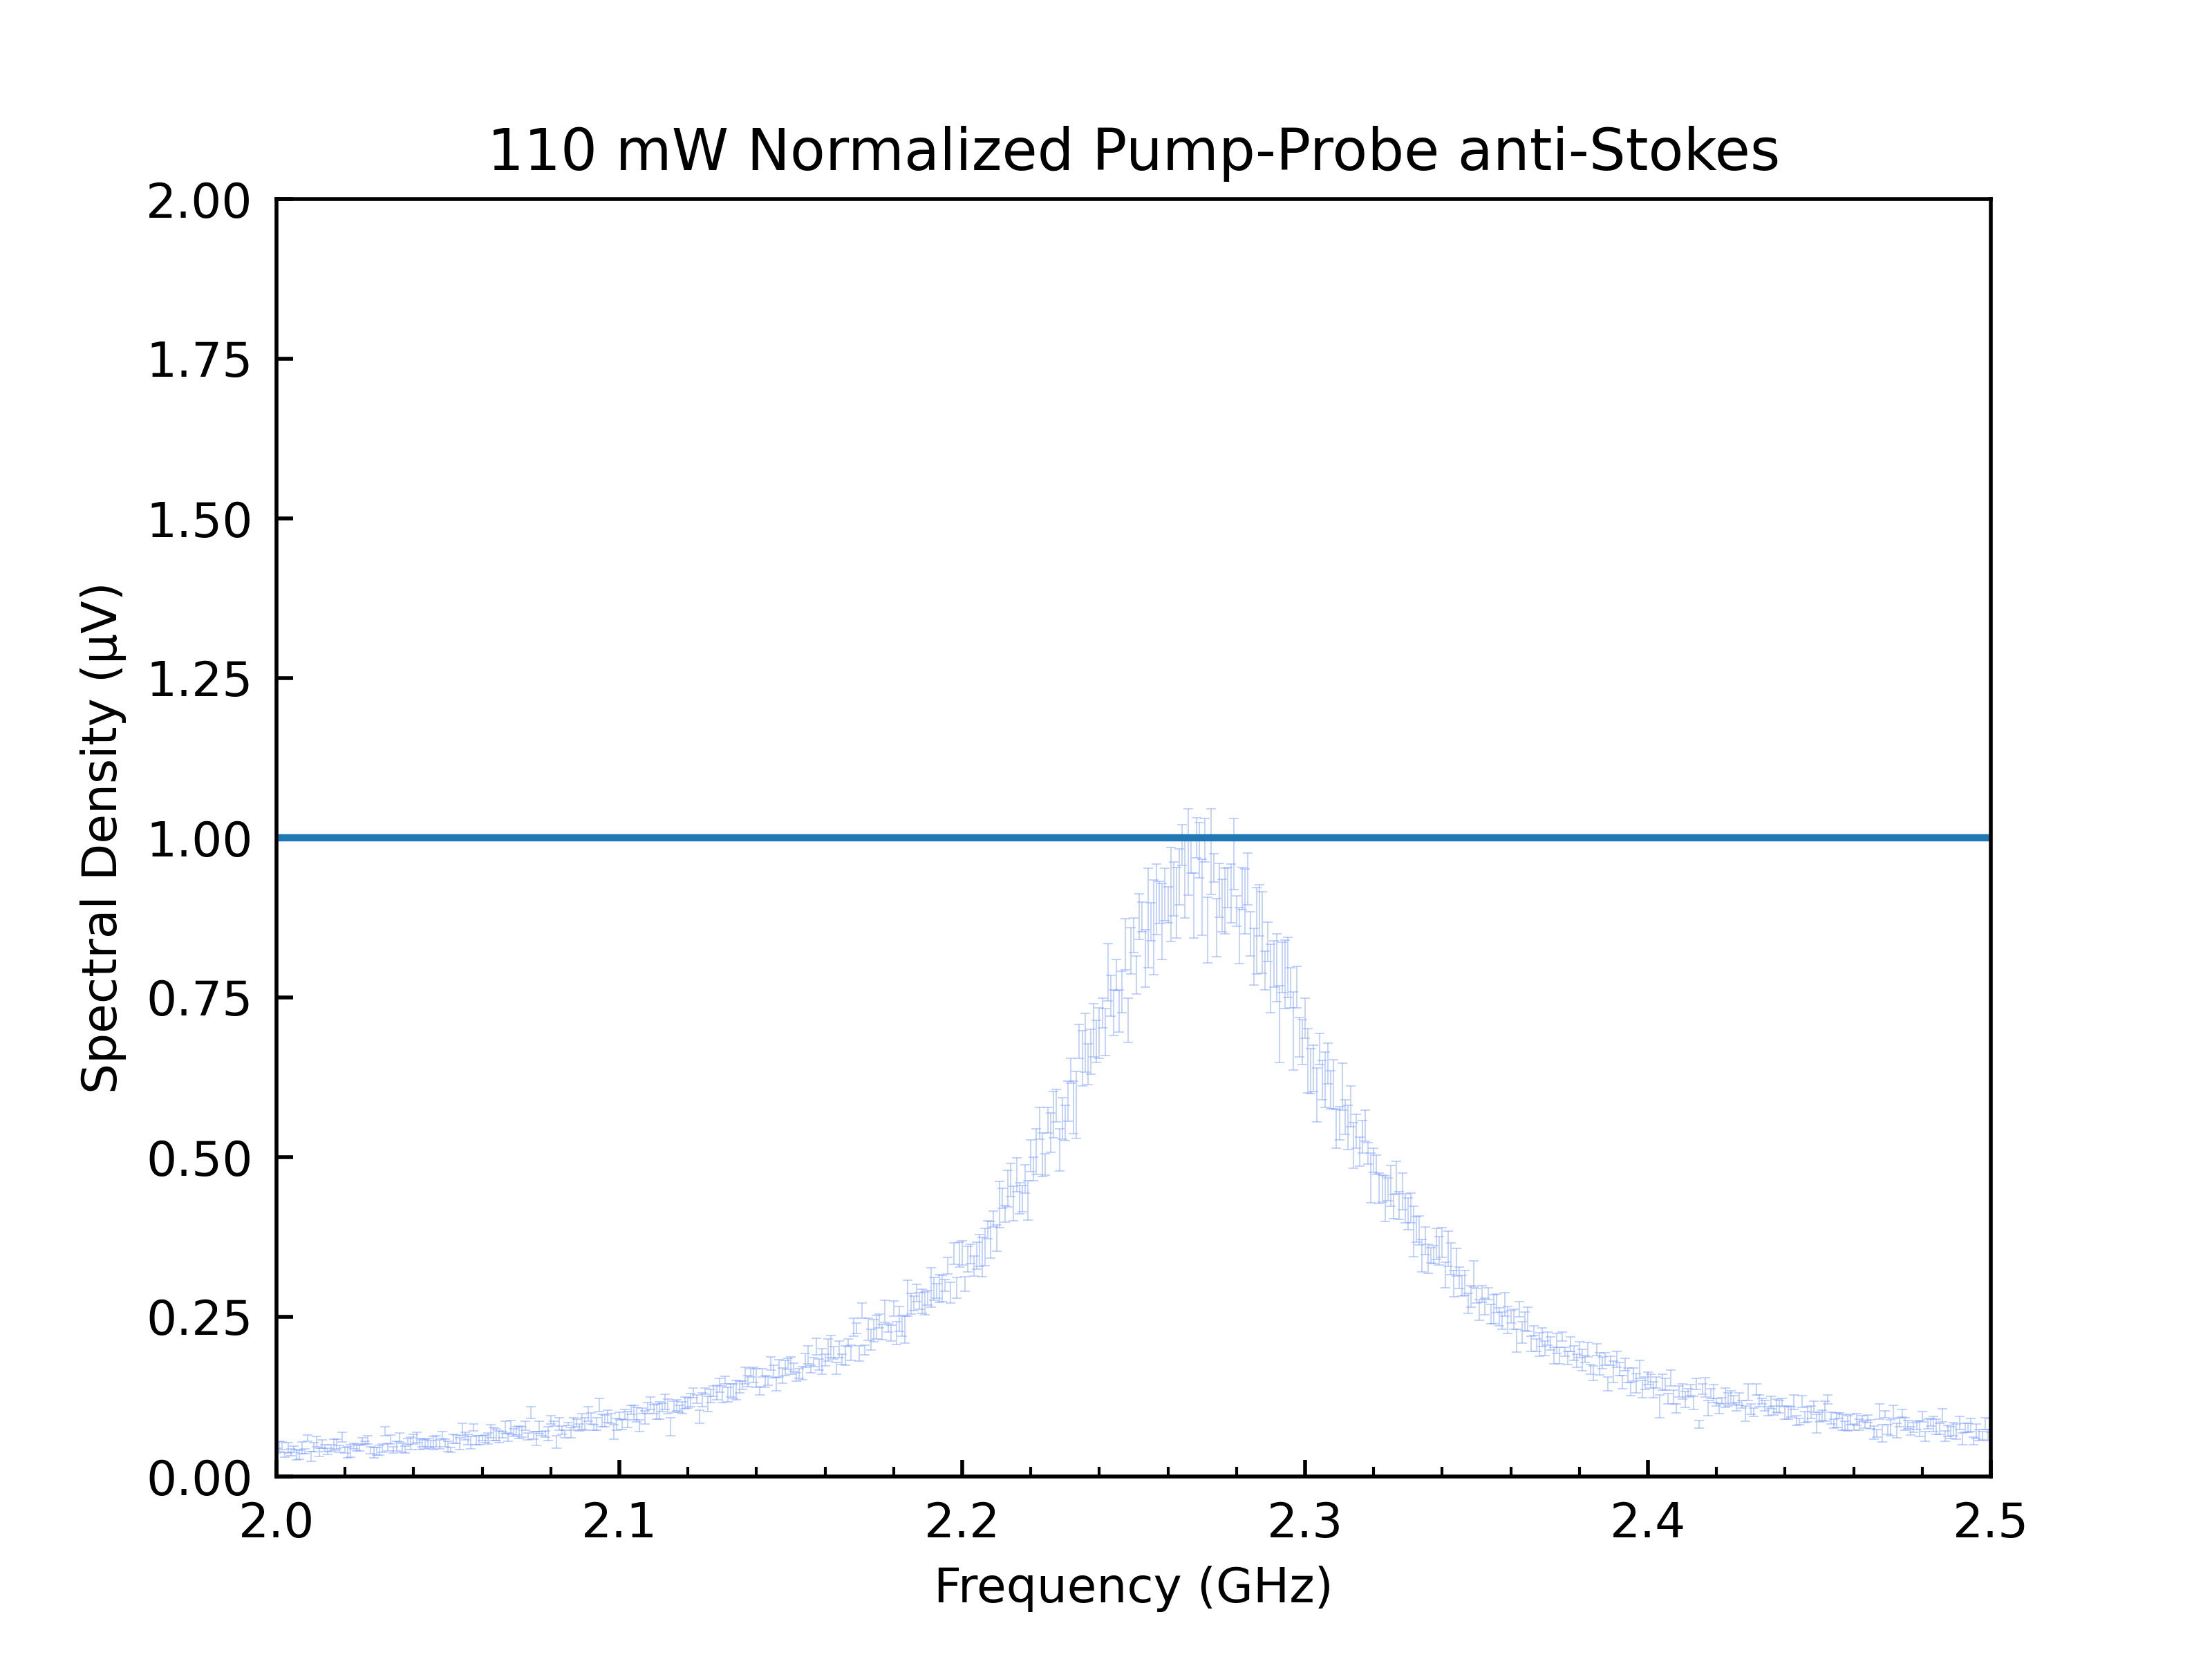 110 mW Normalized Pump-Probe anti-Stokes
2.00
1.75
1.50
1.25
1.00
0.75
0.50
0.25
0.00
Spectral Density (µV)
2.0 2.1 2.2 2.3 2.4 2.5
Frequency (GHz)